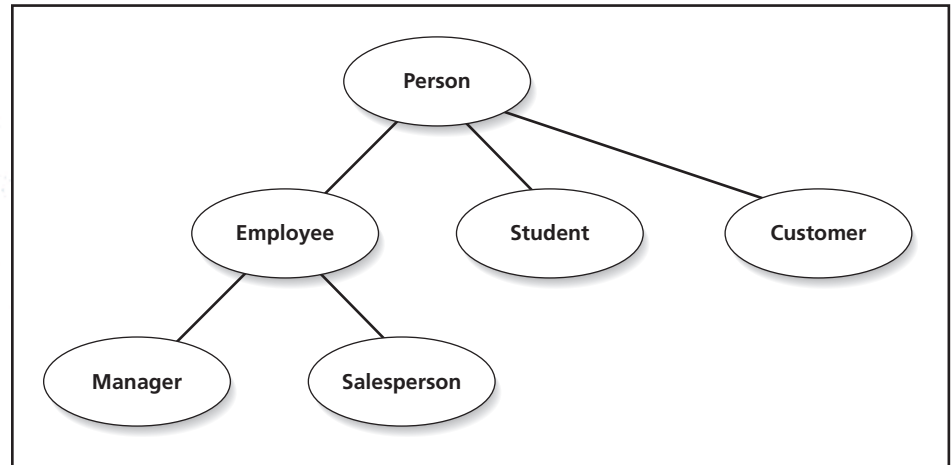 Person
Employee
Student
Customer
Manager
Salesperson